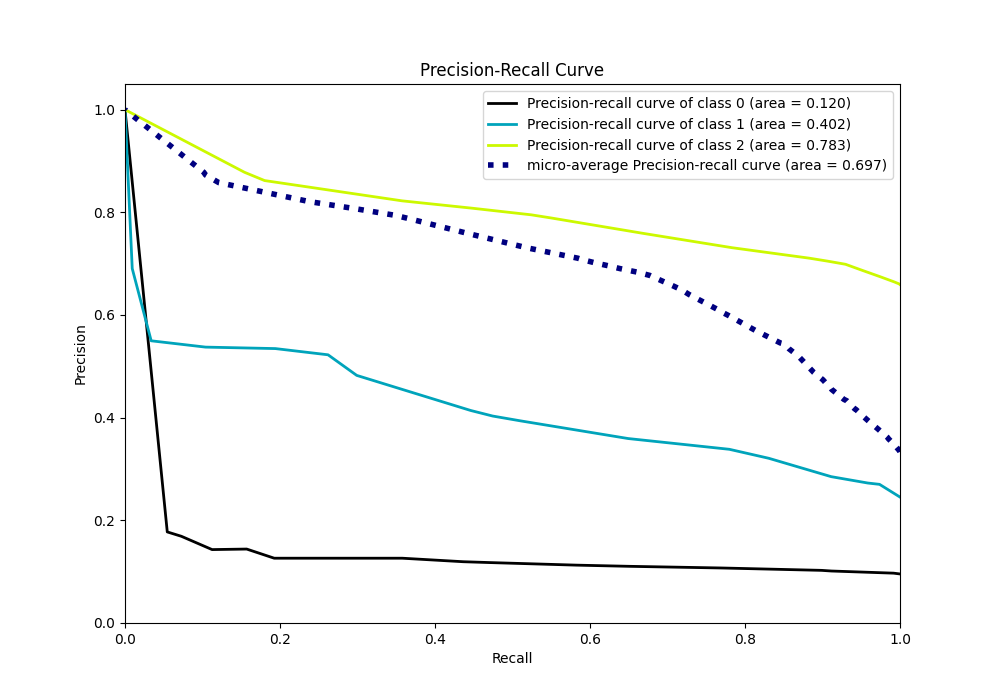 Precision-Recall Curve
Precision-recall curve of class 0 (area = 0.120)
Precision-recall curve of class 1 (area = 0.402)
Precision-recall curve of class 2 (area = 0.783)
micro-average Precision-recall curve (area = 0.697)
1.0
0.8
0.6
0.4
0.2
0.0
Precision
0.0 0.2 0.4 0.6 0.8 1.0
Recall